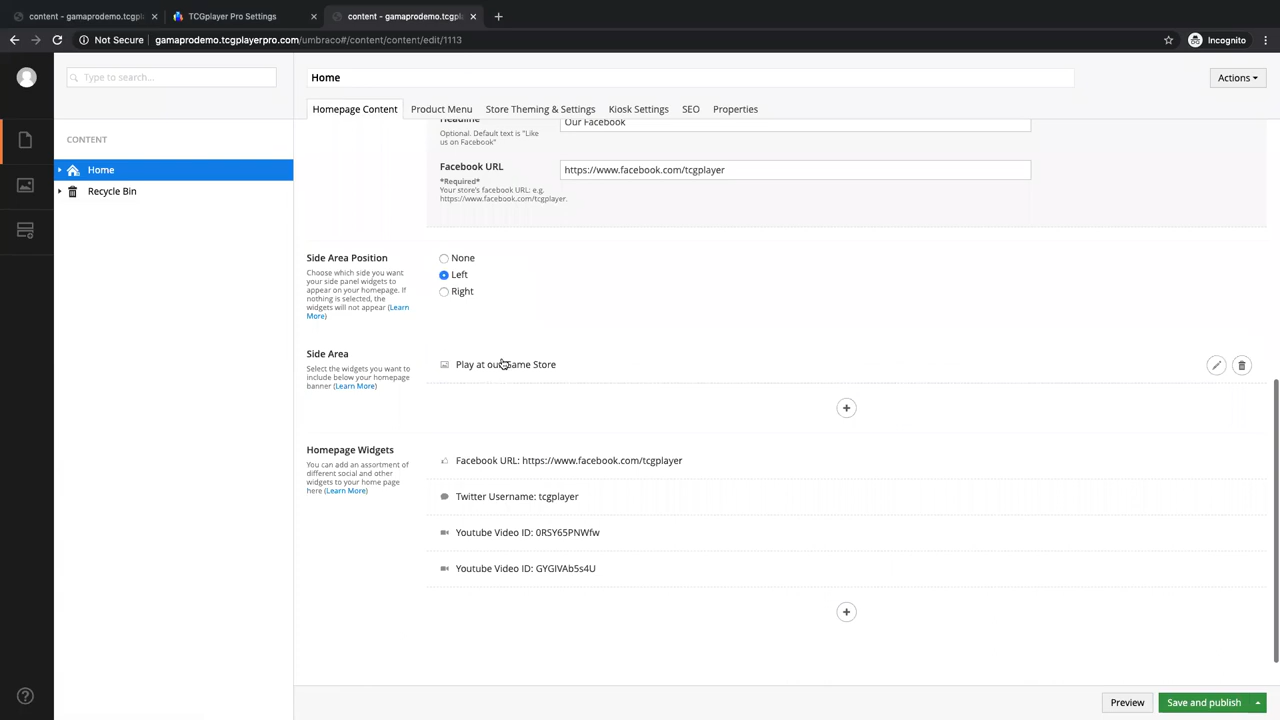 content - gamaprodemo.tcgpl
TCGplayer Pro Settings
content - gamaprodemo.tcgpl
Not Secure
gamaprodemo.tcgplayerpro.com/umbraco#/content/content/edit/1113
Incognito
Type to search...
Home
Actions
Homepage Content
Product Menu
Store Theming & Settings
Kiosk Settings
SEO
Properties
CONTENT
Home
Recycle Bin
Headline
Optional. Default text is "Like
us on Facebook"
Our Facebook
Facebook URL
*Required*
Your store's facebook URL: e.g.
https://www.facebook.com/tcgplayer.
https://www.facebook.com/tcgplayer
Side Area Position
Choose which side you want
your side panel widgets to
appear on your homepage. If
nothing is selected, the
widgets will not appear (Learn
More)
None
Left
Right
Side Area
Select the widgets you want to
include below your homepage
banner (Learn More)
Play at our Game Store
Homepage Widgets
You can add an assortment of
different social and other
widgets to your home page
here (Learn More)
Facebook URL: https://www.facebook.com/tcgplayer
Twitter Username: tcgplayer
Youtube Video ID: 0RSY65PNWfw
Youtube Video ID: GYGIVAb5s4U
Preview
Save and publish